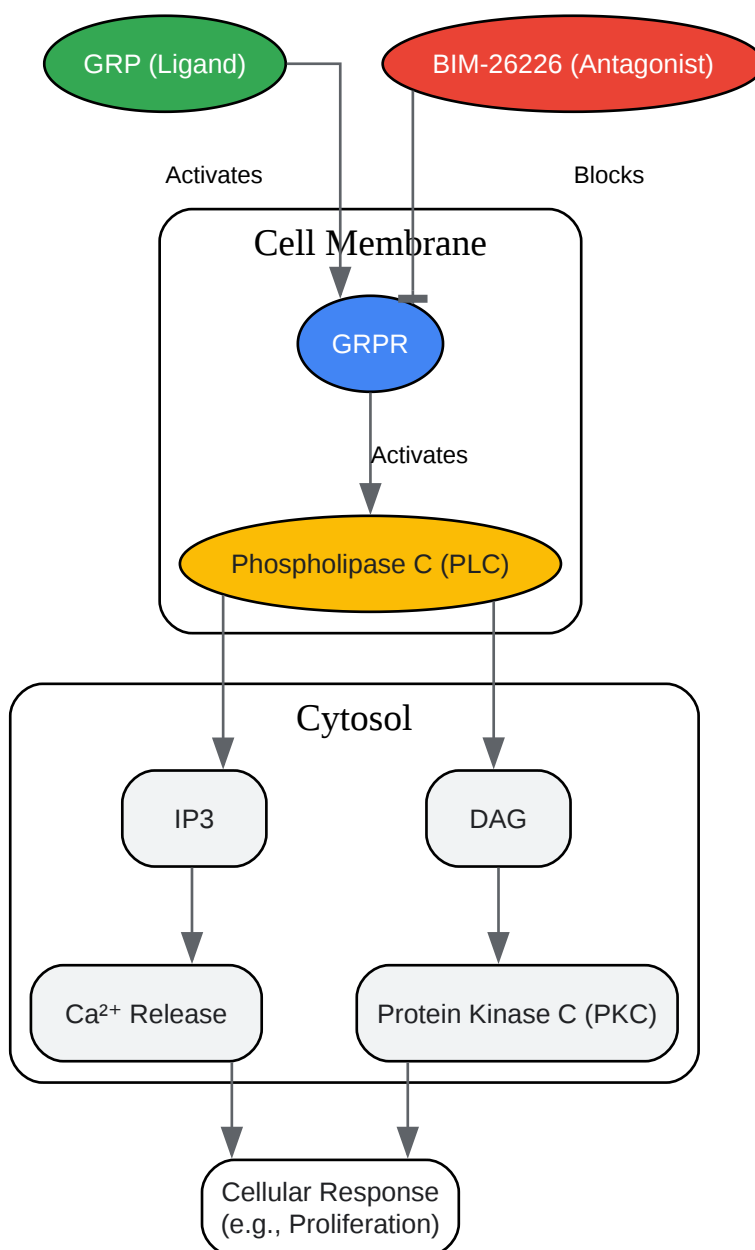 GRP (Ligand)
BIM-26226 (Antagonist)
Activates
Blocks
Cell Membrane
GRPR
Activates
Phospholipase C (PLC)
Cytosol
IP3
DAG
Ca²⁺ Release
Protein Kinase C (PKC)
Cellular Response
(e.g., Proliferation)